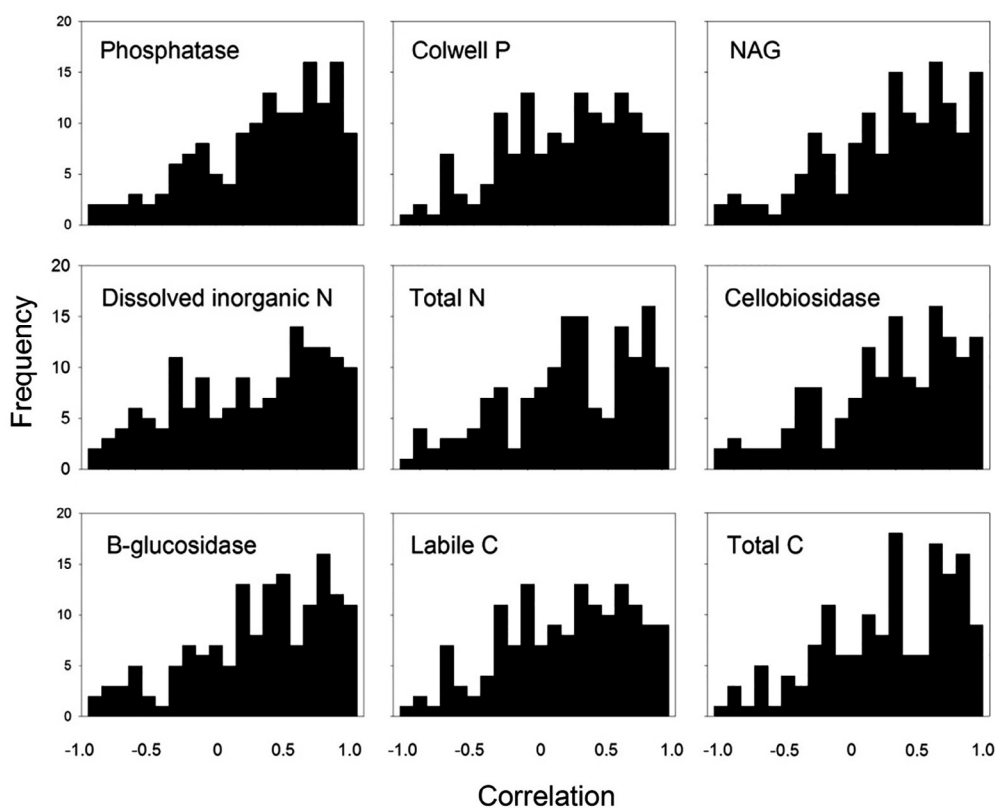 20
15
10
5
0
Phosphatase
Colwell P
NAG
20
15
10
5
0
Dissolved inorganic N
Total N
Cellobiosidase
Frequency
20
15
10
5
0
B-glucosidase
Labile C
Total C
-1.0 -0.5 0 0.5 1.0
-1.0 -0.5 0 0.5 1.0
-1.0 -0.5 0 0.5 1.0
Correlation